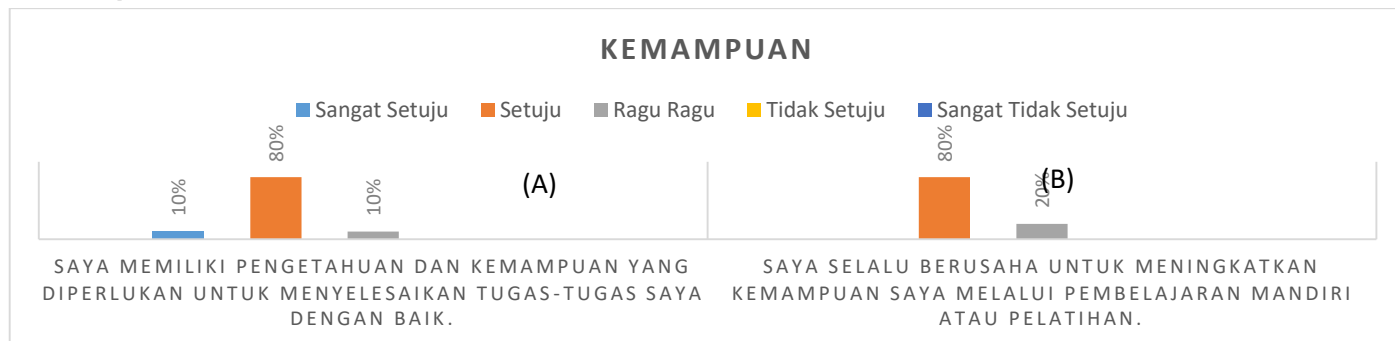 KEMAMPUAN
Sangat Setuju Setuju Ragu Ragu Tidak Setuju Sangat Tidak Setuju
10%
80%
10%
(A)
80%
20%
(B)
SAYA MEMILIKI PENGETAHUAN DAN KEMAMPUAN YANG
DIPERLUKAN UNTUK MENYELESAIKAN TUGAS-TUGAS SAYA
DENGAN BAIK.
SAYA SELALU BERUSAHA UNTUK MENINGKATKAN
KEMAMPUAN SAYA MELALUI PEMBELAJARAN MANDIRI
ATAU PELATIHAN.